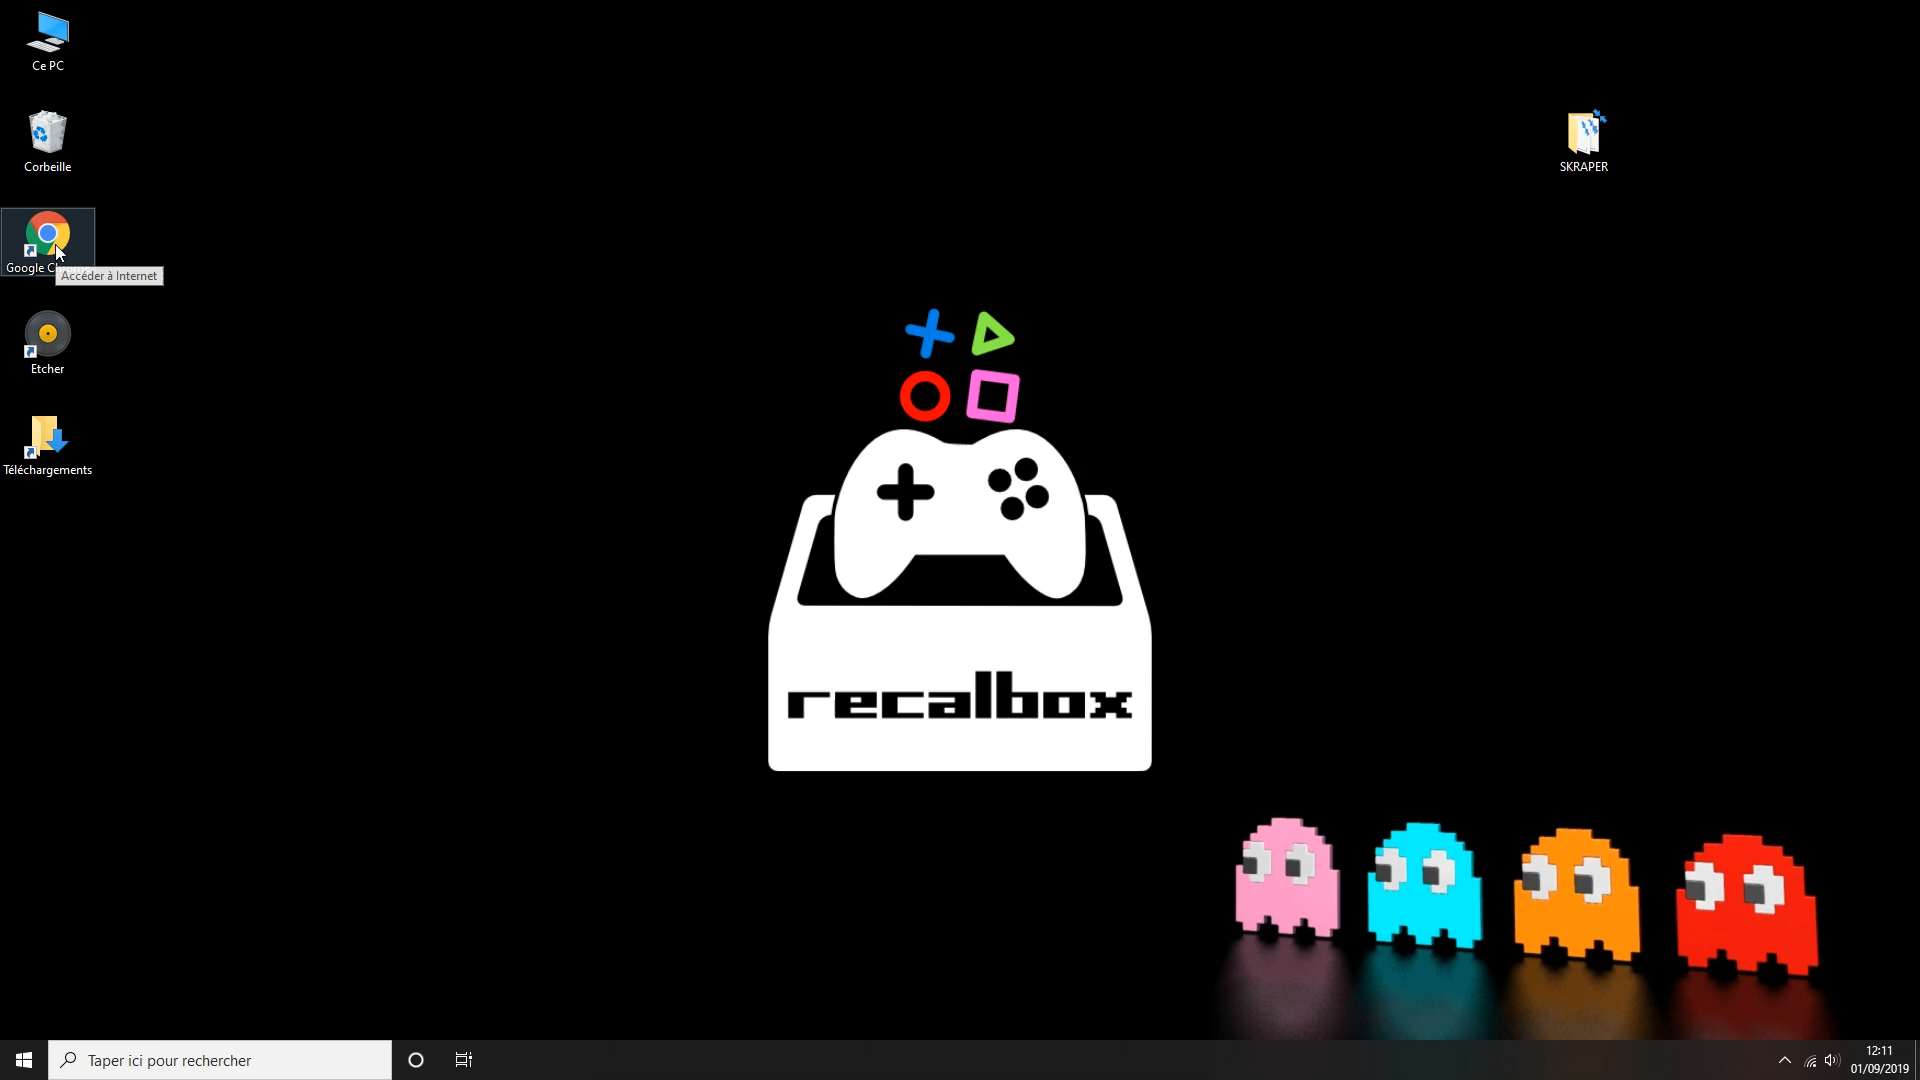 Ce PC
Corbeille
Google Ch
Accéder à Internet
Etcher
Téléchargements
SKRAPER
recalbox
Taper ici pour rechercher
12:11
01/09/2019